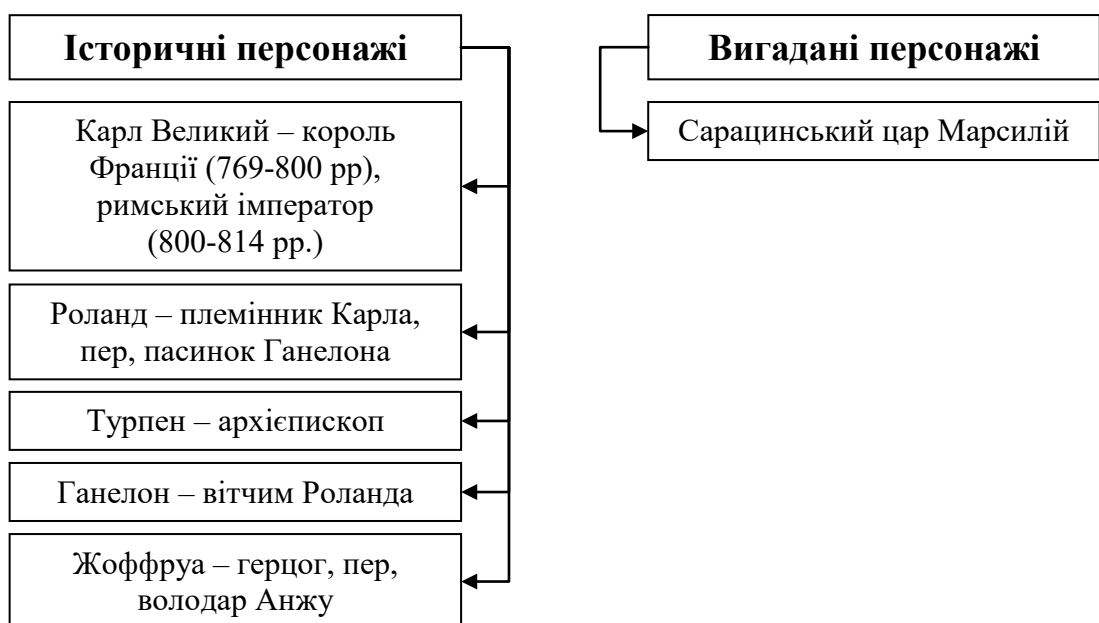 Історичні персонажі
Карл Великий – король
Франції (769-800 рр),
римський імператор
(800-814 рр.)
Роланд – племінник Карла,
пер, пасинок Ганелона
Турпен – архієпископ
Ганелон – вітчим Роланда
Жоффруа – герцог, пер,
володар Анжу
Вигадані персонажі
Сарацинський цар Марсилій